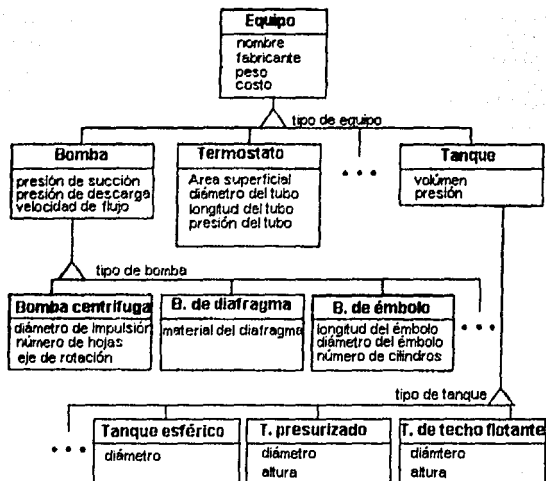 Equipo
nombre
fabricante
peso
costo
tipo de equipo
Bomba
presión de succión
presión de descarga
velocidad de flujo
Termostato
Area superficial
diámetro del tubo
longitud del tubo
presión del tubo
• • •
Tanque
volúmen
presión
tipo de bomba
Bomba centrífuga
diámetro de impulsión
número de hojas
eje de rotación
B. de diafragma
material del diafragma
B. de émbolo
longitud del émbolo
diámetro del émbolo
número de cilindros
• • •
tipo de tanque
• • •
Tanque esférico
diámetro
T. presurizado
diámetro
altura
T. de techo flotante
diámtero
altura